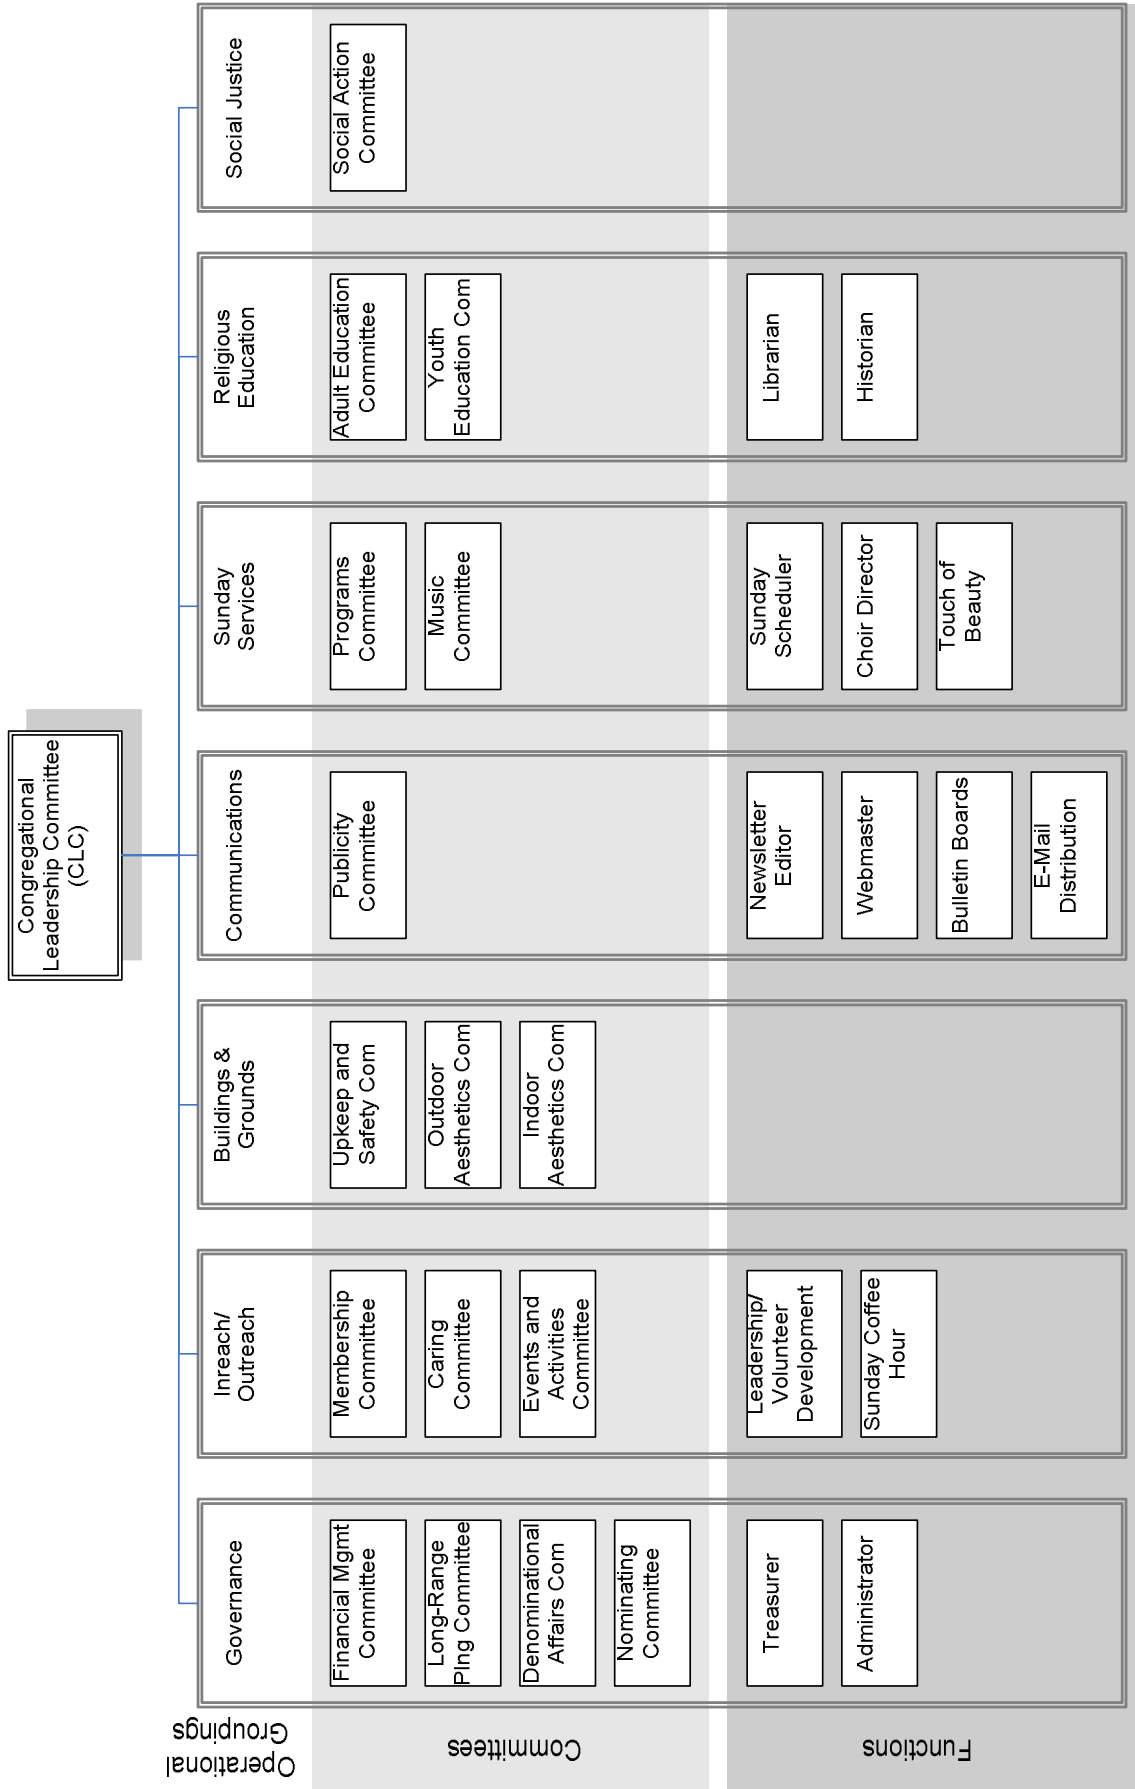 Congregational
Leadership Committee
(CLC)
Operational
Groupings
Governance
Inreach/
Outreach
Buildings &
Grounds
Communications
Sunday
Services
Religious
Education
Social Justice
Committees
Financial Mgmt
Committee
Long-Range
Plng Committee
Denominational
Affairs Com
Nominating
Committee
Membership
Committee
Caring
Committee
Events and
Activities
Committee
Upkeep and
Safety Com
Outdoor
Aesthetics Com
Indoor
Aesthetics Com
Publicity
Committee
Programs
Committee
Music
Committee
Adult Education
Committee
Youth
Education Com
Social Action
Committee
Functions
Treasurer
Administrator
Leadership/
Volunteer
Development
Sunday Coffee
Hour
Newsletter
Editor
Webmaster
Bulletin Boards
E-Mail
Distribution
Sunday
Scheduler
Choir Director
Touch of
Beauty
Librarian
Historian